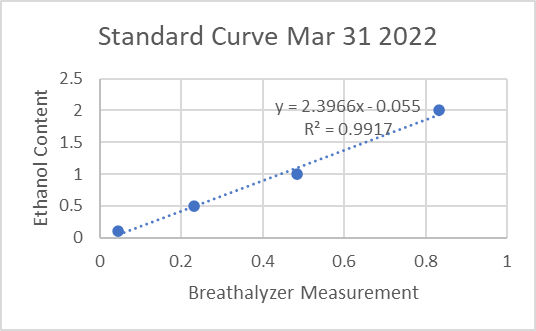 Standard Curve Mar 31 2022
2.5
2
1.5
1
0.5
0
y = 2.3966x - 0.055
R² = 0.9917
0 0.2 0.4 0.6 0.8 1
Ethanol Content
Breathalyzer Measurement